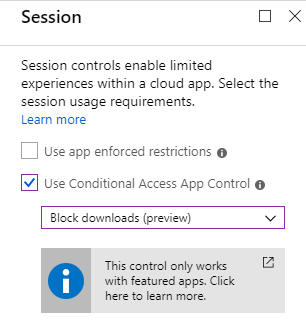 Session
Session controls enable limited
experiences within a cloud app. Select the
session usage requirements.
Learn more
Use app enforced restrictions
Use Conditional Access App Control
Block downloads (preview)
This control only works
with featured apps. Click
here to learn more.